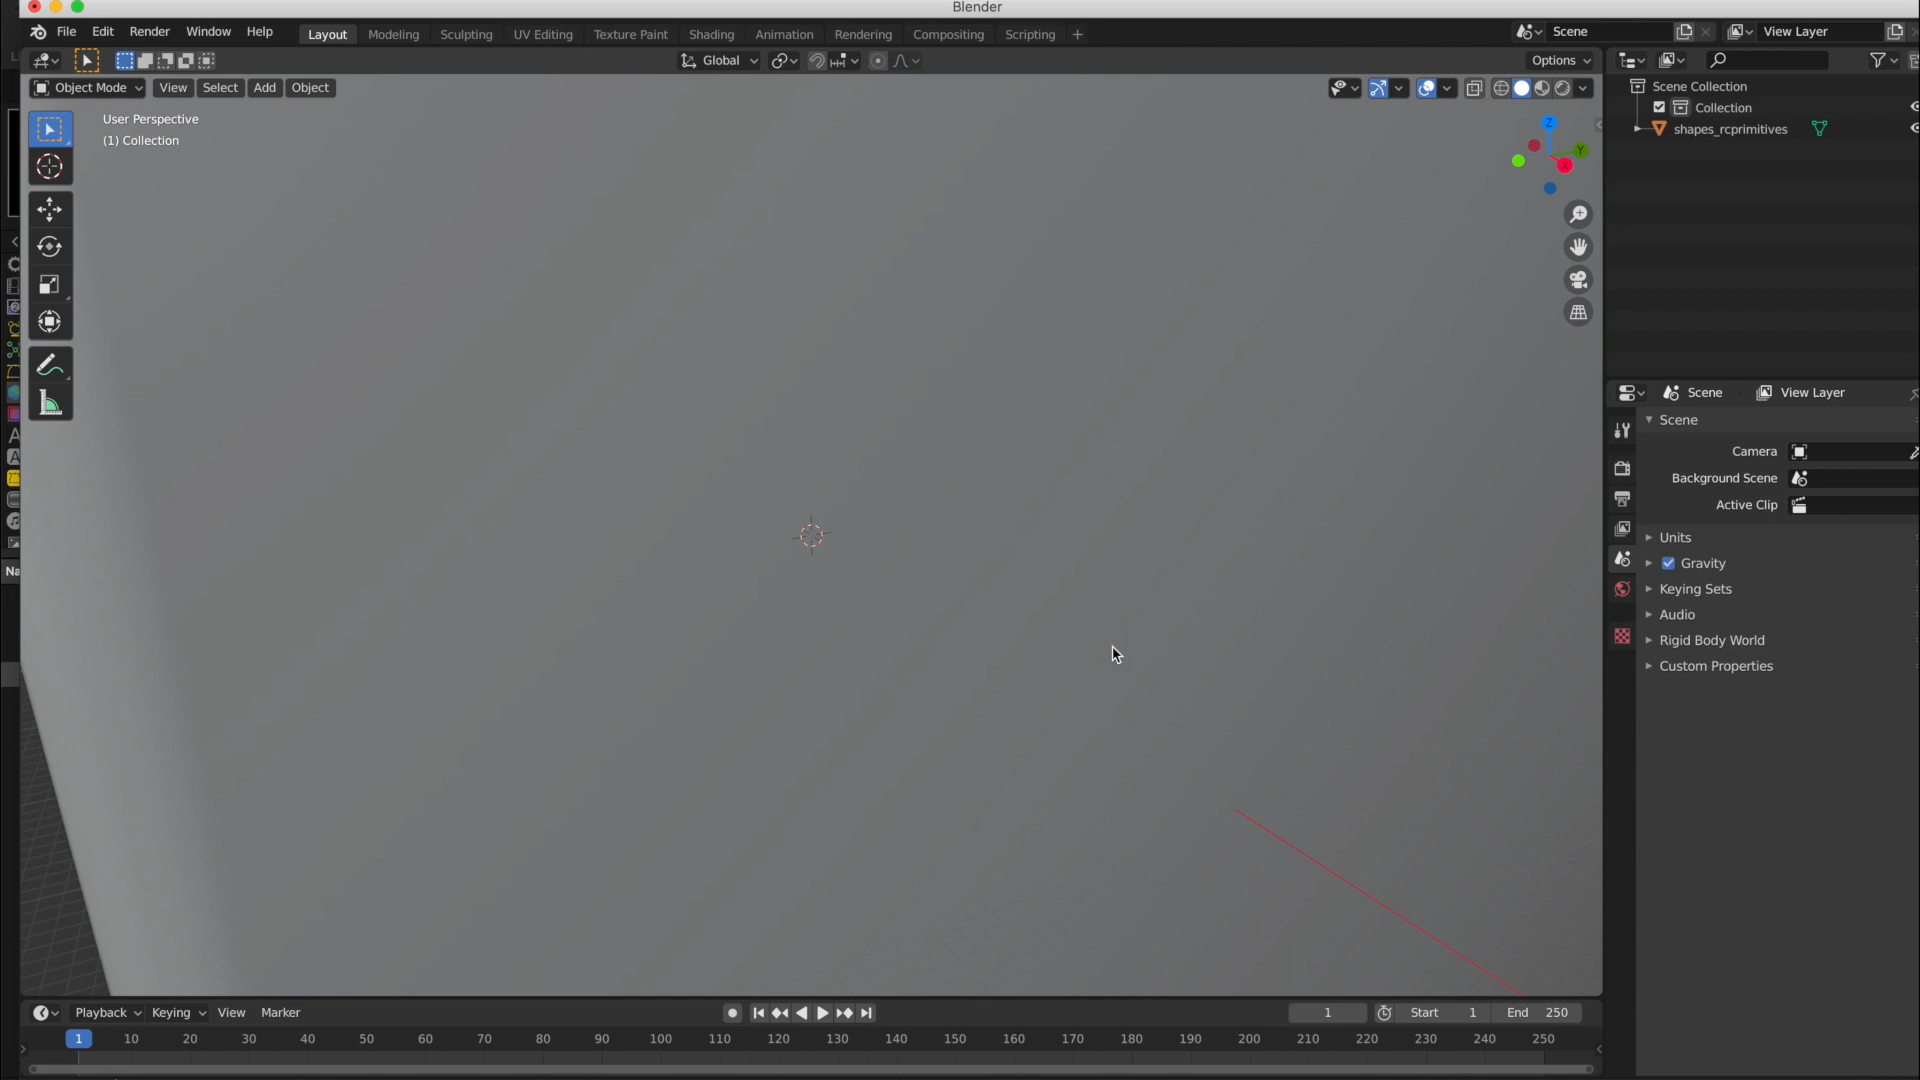 Blender
File Edit Render Window Help Layout Modeling Sculpting UV Editing Texture Paint Shading Animation Rendering Compositing Scripting + Scene View Layer
Global Options
Object Mode View Select Add Object
User Perspective
(1) Collection
Z
Y
X
Scene Collection
Collection
shapes_rcprimitives
Scene View Layer
Scene
Camera
Background Scene
Active Clip
Units
Gravity
Keying Sets
Audio
Rigid Body World
Custom Properties
Na
Playback Keying View Marker 1 Start 1 End 250
1 10 20 30 40 50 60 70 80 90 100 110 120 130 140 150 160 170 180 190 200 210 220 230 240 250